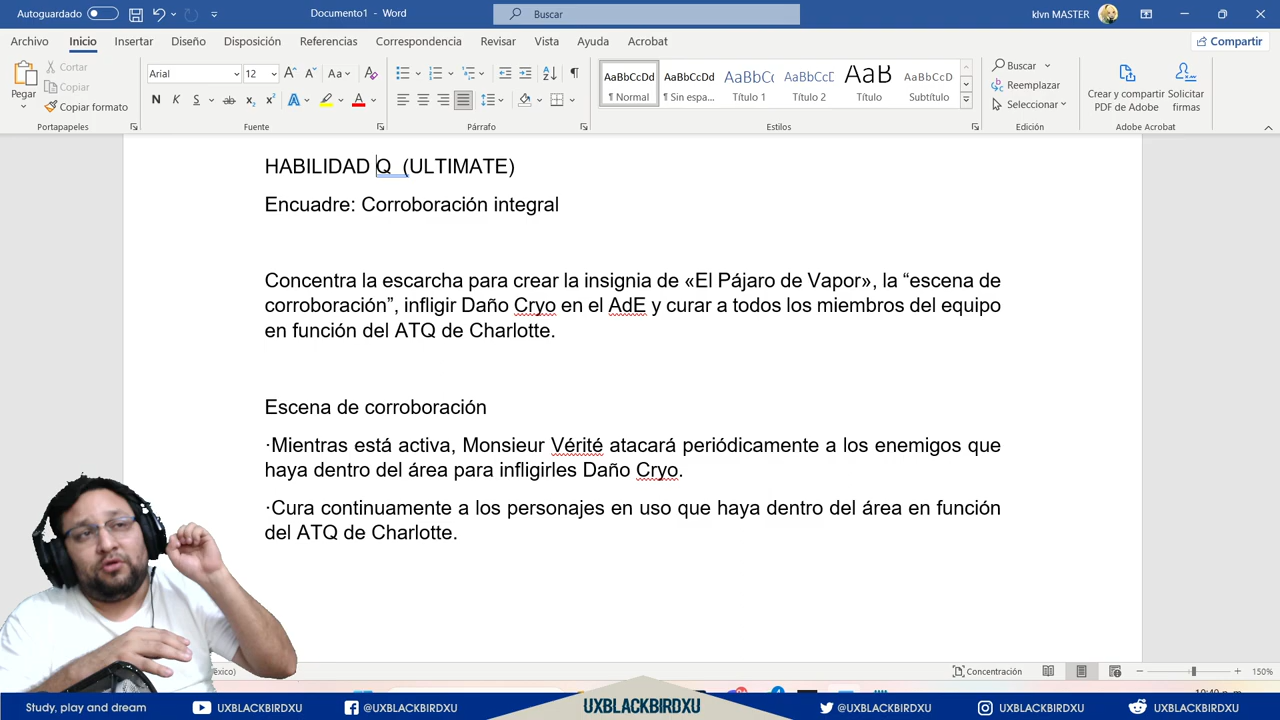 Autoguardado
Documento1 - Word
Buscar
klvn MASTER
Archivo Inicio Insertar Diseño Disposición Referencias Correspondencia Revisar Vista Ayuda Acrobat
Compartir
Pegar
Cortar
Copiar
Copiar formato
Portapapeles
Arial 12
Aa
N K S ab x₂ x²
A
Fuente
Párrafo
AaBbCcDd AaBbCcDd AaBbCc AaBbCcD AaB AaBbCcDd
¶ Normal ¶ Sin espa... Título 1 Título 2 Título Subtítulo
Estilos
Buscar
Reemplazar
Seleccionar
Edición
Crear y compartir PDF de Adobe
Solicitar firmas
Adobe Acrobat
HABILIDAD Q (ULTIMATE)
Encuadre: Corroboración integral
Concentra la escarcha para crear la insignia de «El Pájaro de Vapor», la “escena de
corroboración”, infligir Daño Cryo en el AdE y curar a todos los miembros del equipo
en función del ATQ de Charlotte.
Escena de corroboración
·Mientras está activa, Monsieur Vérité atacará periódicamente a los enemigos que
haya dentro del área para infligirles Daño Cryo.
·Cura continuamente a los personajes en uso que haya dentro del área en función
del ATQ de Charlotte.
Concentración
150%
Study, play and dream
UXBLACKBIRDXU
@UXBLACKBIRDXU
UXBLACKBIRDXU
@UXBLACKBIRDXU
UXBLACKBIRDXU
@UXBLACKBIRDXU